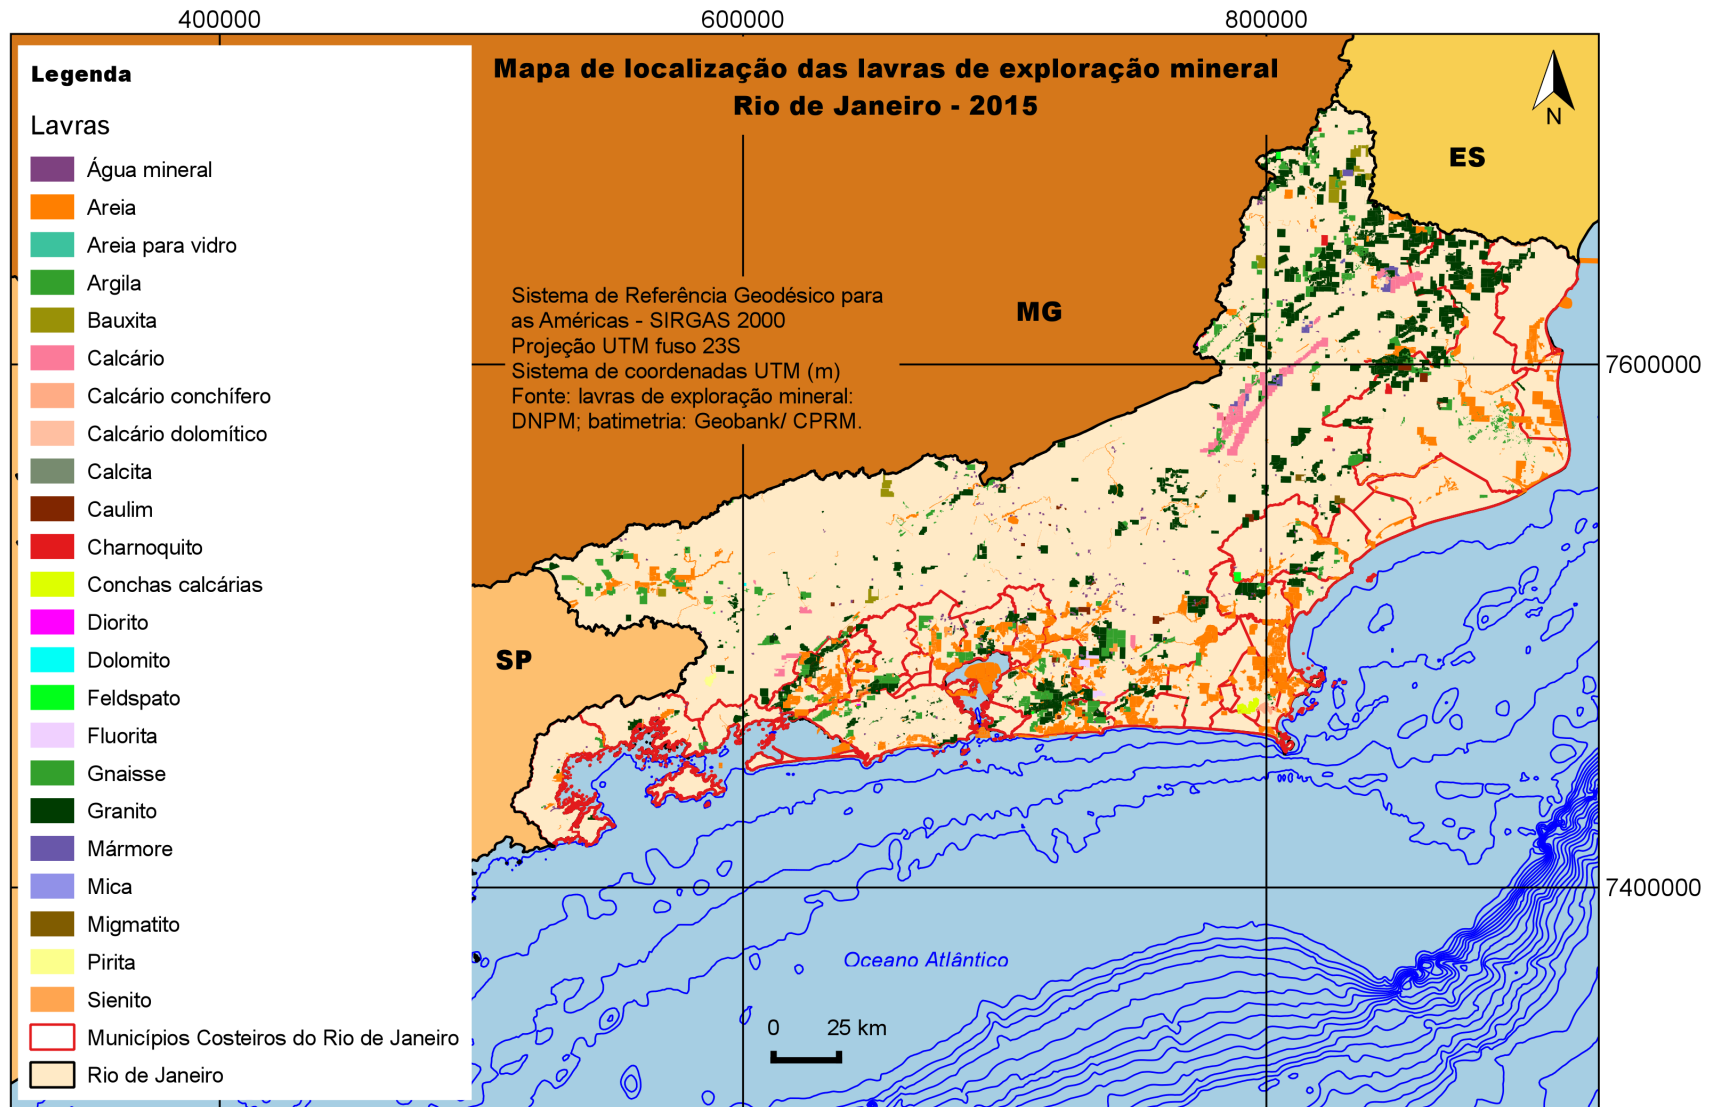 400000
600000
800000
Legenda
Lavras
Água mineral
Areia
Areia para vidro
Argila
Bauxita
Calcário
Calcário conchífero
Calcário dolomítico
Calcita
Caulim
Charnoquito
Conchas calcárias
Diorito
Dolomito
Feldspato
Fluorita
Gnaisse
Granito
Mármore
Mica
Migmatito
Pirita
Sienito
Municípios Costeiros do Rio de Janeiro
Rio de Janeiro
Mapa de localização das lavras de exploração mineral
Rio de Janeiro - 2015
N
ES
MG
SP
Sistema de Referência Geodésico para
as Américas - SIRGAS 2000
Projeção UTM fuso 23S
Sistema de coordenadas UTM (m)
Fonte: lavras de exploração mineral:
DNPM; batimetria: Geobank/ CPRM.
7600000
7400000
Oceano Atlântico
0 25 km